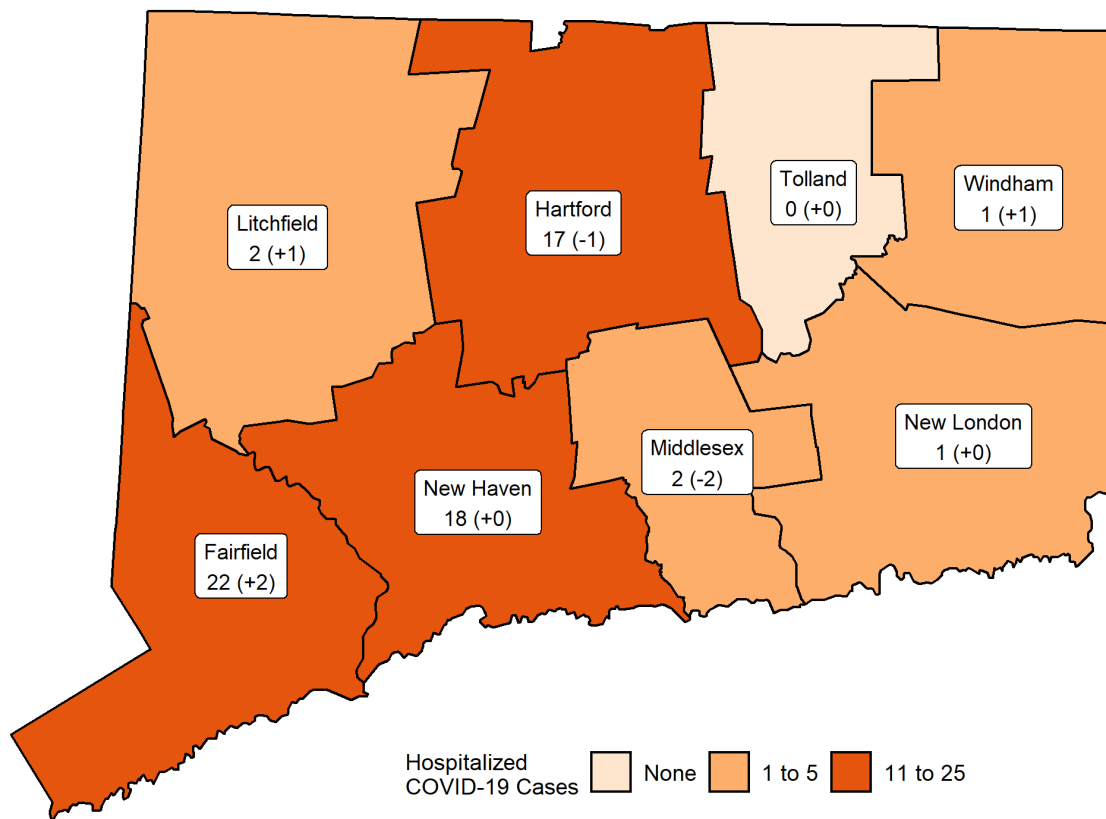 Tolland
0 (+0)
Windham
1 (+1)
Hartford
17 (-1)
Litchfield
2 (+1)
New London
1 (+0)
Middlesex
2 (-2)
New Haven
18 (+0)
Fairfield
22 (+2)
Hospitalized
COVID-19 Cases
None
1 to 5
11 to 25